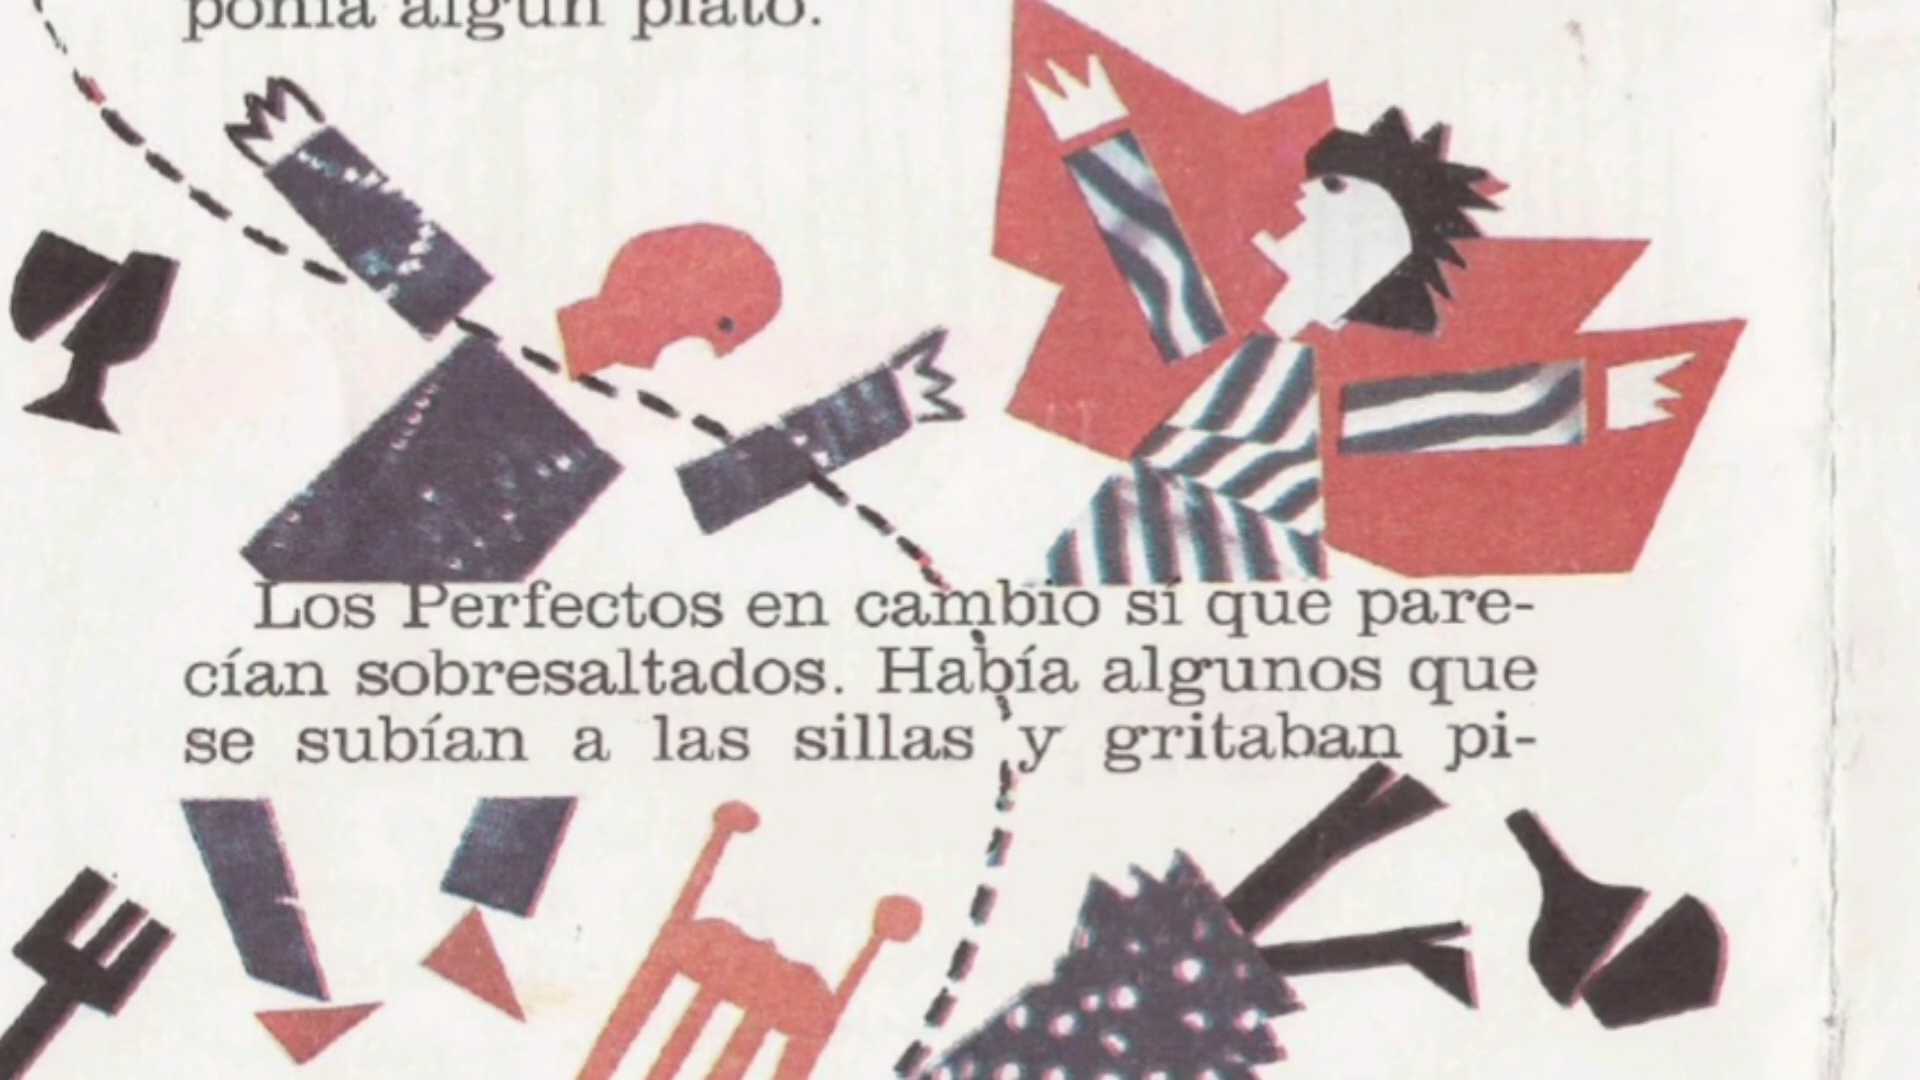 ponía algún plato.
Los Perfectos en cambio sí que pare-
cían sobresaltados. Había algunos que
se subían a las sillas y gritaban pi-